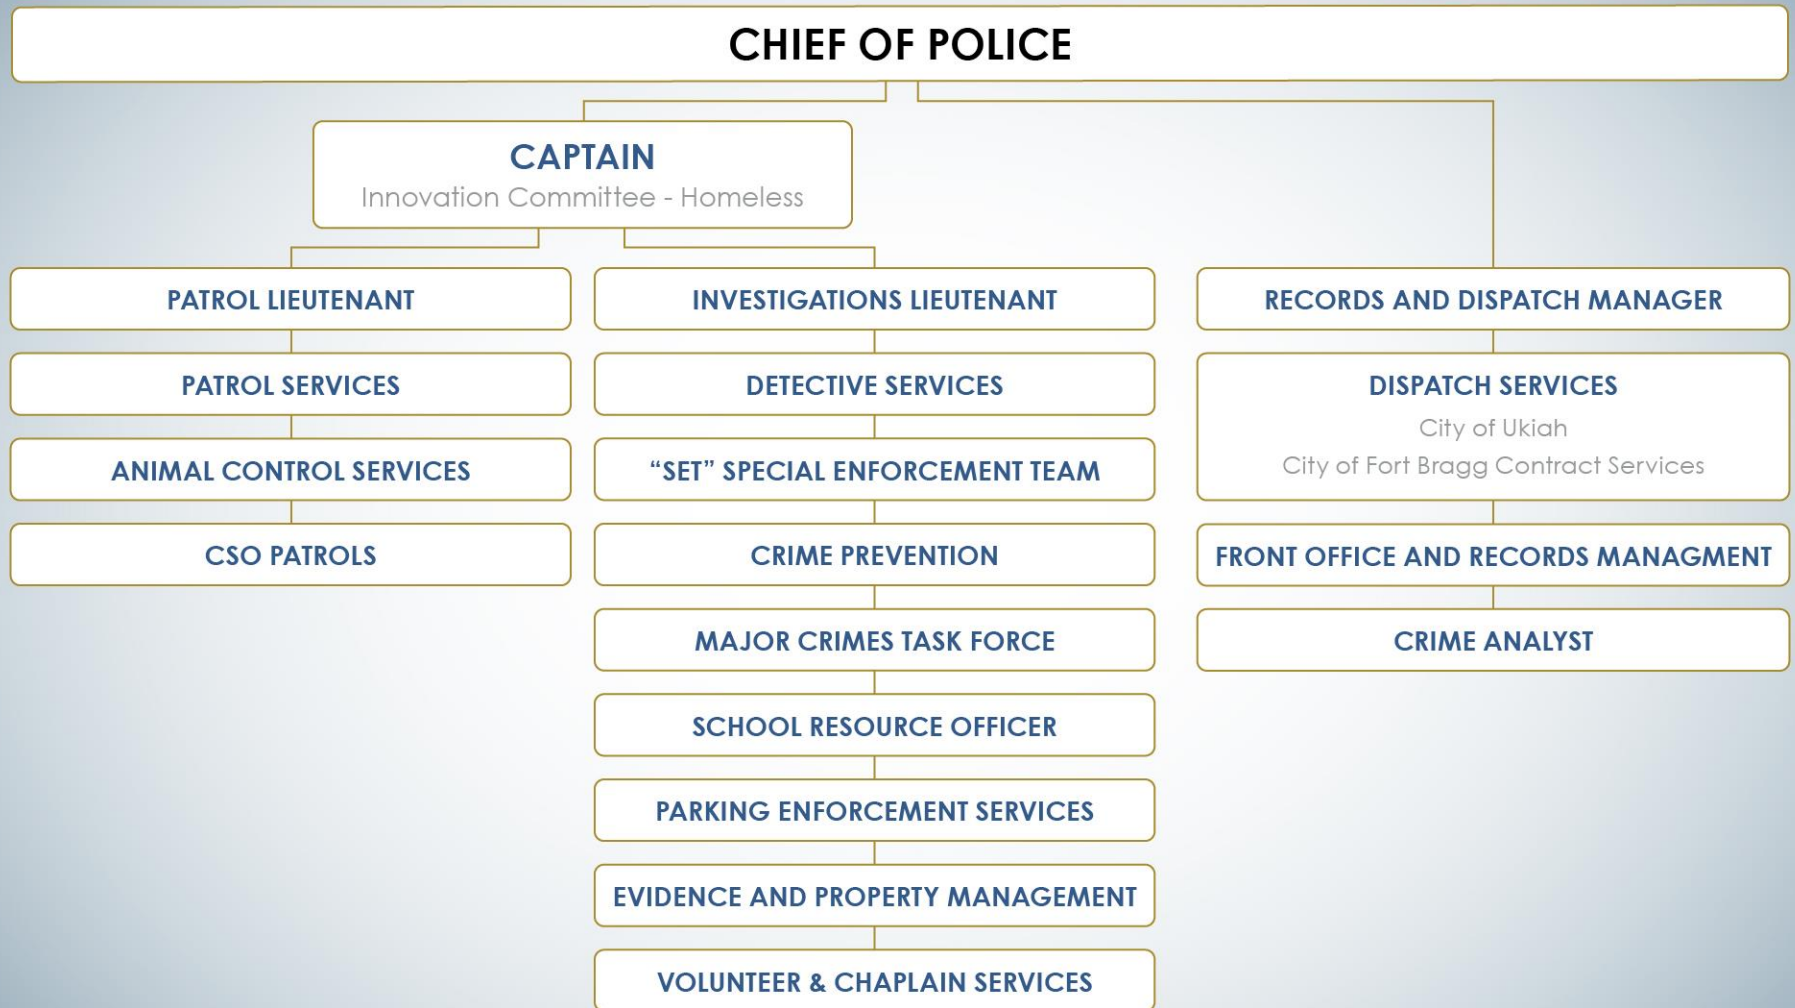 CHIEF OF POLICE
CAPTAIN
Innovation Committee - Homeless
PATROL LIEUTENANT
PATROL SERVICES
ANIMAL CONTROL SERVICES
CSO PATROLS
INVESTIGATIONS LIEUTENANT
DETECTIVE SERVICES
“SET” SPECIAL ENFORCEMENT TEAM
CRIME PREVENTION
MAJOR CRIMES TASK FORCE
SCHOOL RESOURCE OFFICER
PARKING ENFORCEMENT SERVICES
EVIDENCE AND PROPERTY MANAGEMENT
VOLUNTEER & CHAPLAIN SERVICES
RECORDS AND DISPATCH MANAGER
DISPATCH SERVICES
City of Ukiah
City of Fort Bragg Contract Services
FRONT OFFICE AND RECORDS MANAGMENT
CRIME ANALYST